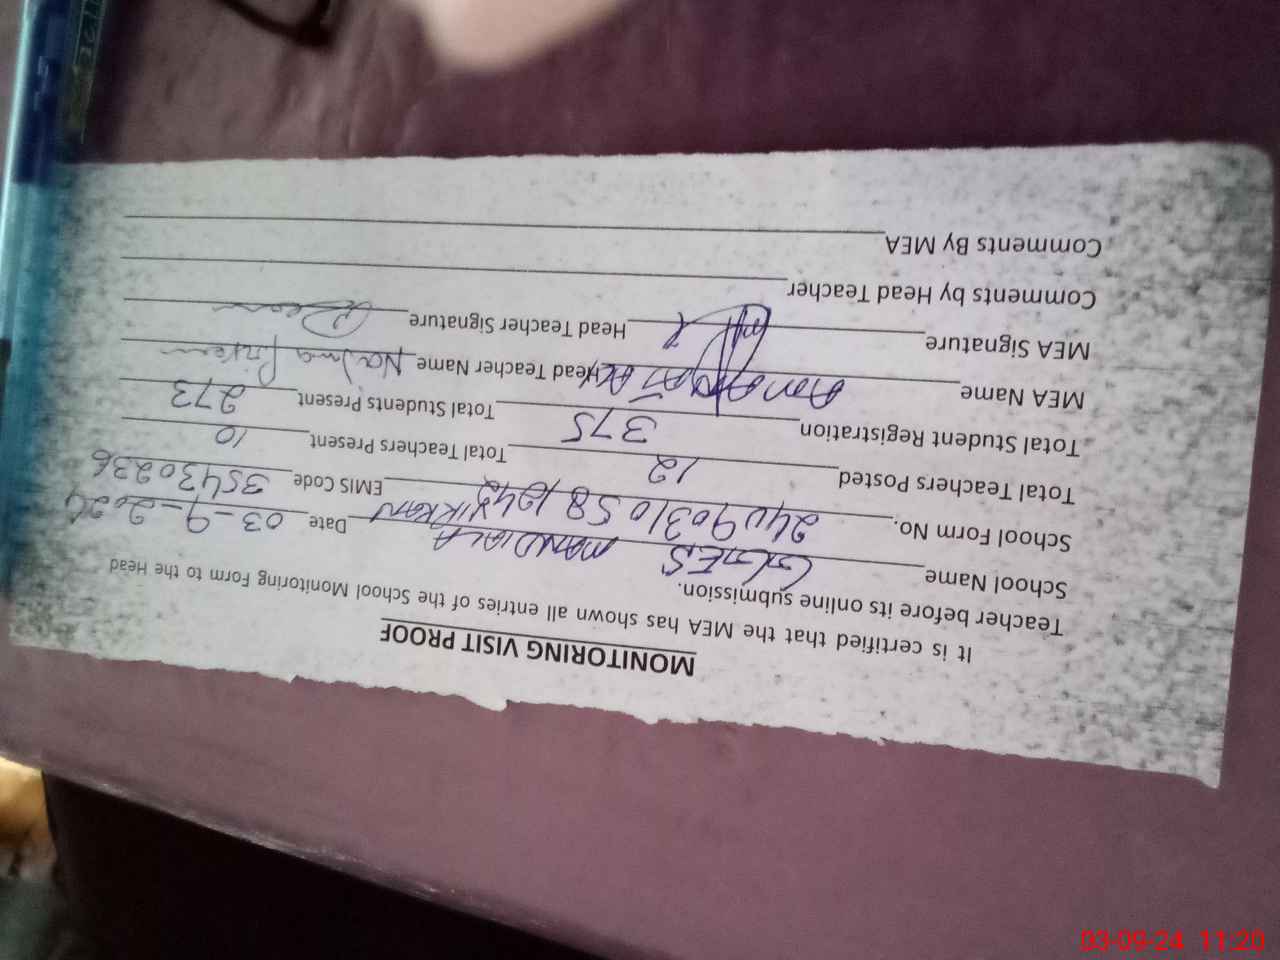 MONITORING VISIT PROOF
It is certified that the MEA has shown all entries of the School Monitoring Form to the Head
Teacher before its online submission.
School Name GGES MANDIALA VIRKAN Date 03-9-2024
School Form No. 2409031058 1242 EMIS Code 35430236
Total Teachers Posted 12 Total Teachers Present 10
Total Student Registration 375 Total Students Present 273
MEA Name Head Teacher Name Najma
MEA Signature Head Teacher Signature
Comments by Head Teacher
Comments By MEA
03-09-24 11:20